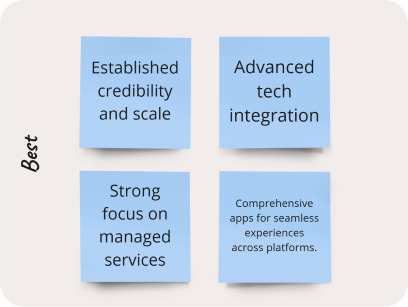 Best
Established
credibility
and scale
Advanced
tech
integration
Strong
focus on
managed
services
Comprehensive
apps for seamless
experiences
across platforms.